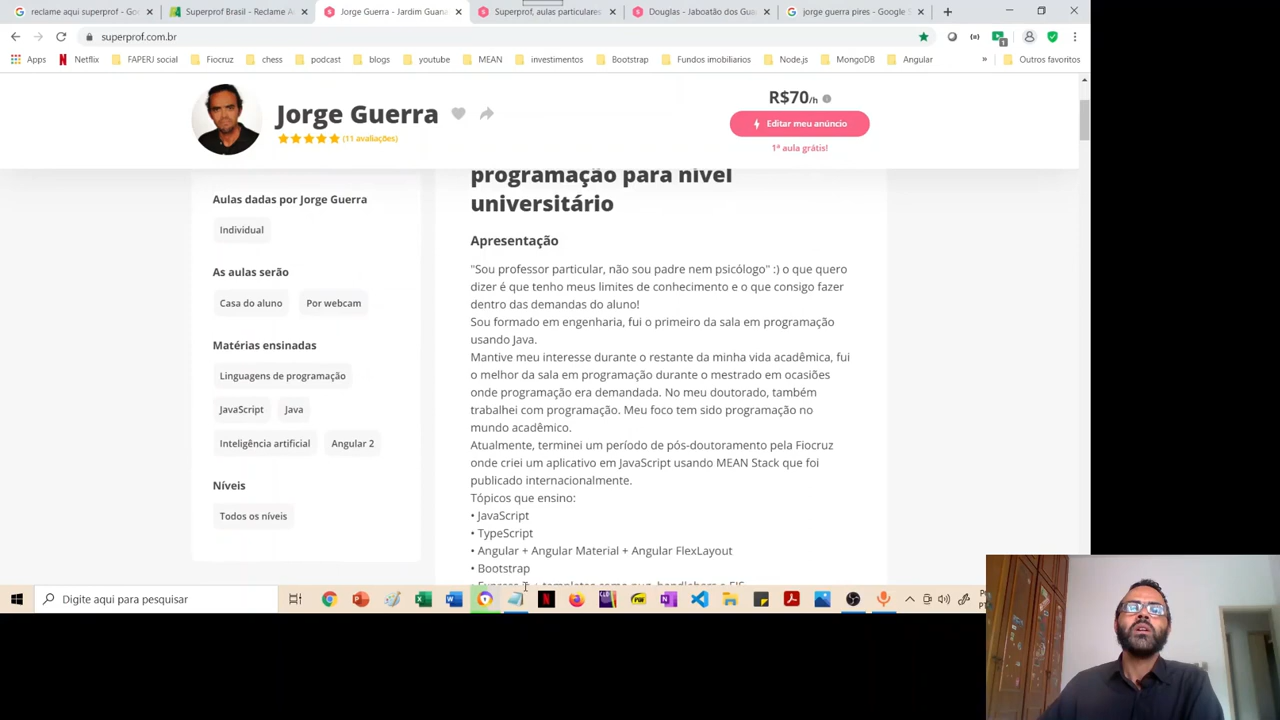 reclame aqui superprof - Go
Superprof Brasil - Reclame A
Jorge Guerra - Jardim Guana
Superprof, aulas particulares
Douglas - Jaboatão dos Gua
jorge guerra pires - Google S
superprof.com.br
Apps
Netflix
FAPERJ social
Fiocruz
chess
podcast
blogs
youtube
MEAN
investimentos
Bootstrap
Fundos imobiliarios
Node.js
MongoDB
Angular
»
Outros favoritos
Jorge Guerra
(11 avaliações)
R$70/h
Editar meu anúncio
1ª aula grátis!
Aulas dadas por Jorge Guerra
Individual
As aulas serão
Casa do aluno
Por webcam
Matérias ensinadas
Linguagens de programação
JavaScript
Java
Inteligência artificial
Angular 2
Níveis
Todos os níveis
programação para nível
universitário
Apresentação
"Sou professor particular, não sou padre nem psicólogo" :) o que quero
dizer é que tenho meus limites de conhecimento e o que consigo fazer
dentro das demandas do aluno!
Sou formado em engenharia, fui o primeiro da sala em programação
usando Java.
Mantive meu interesse durante o restante da minha vida acadêmica, fui
o melhor da sala em programação durante o mestrado em ocasiões
onde programação era demandada. No meu doutorado, também
trabalhei com programação. Meu foco tem sido programação no
mundo acadêmico.
Atualmente, terminei um período de pós-doutoramento pela Fiocruz
onde criei um aplicativo em JavaScript usando MEAN Stack que foi
publicado internacionalmente.
Tópicos que ensino:
• JavaScript
• TypeScript
• Angular + Angular Material + Angular FlexLayout
• Bootstrap
Digite aqui para pesquisar